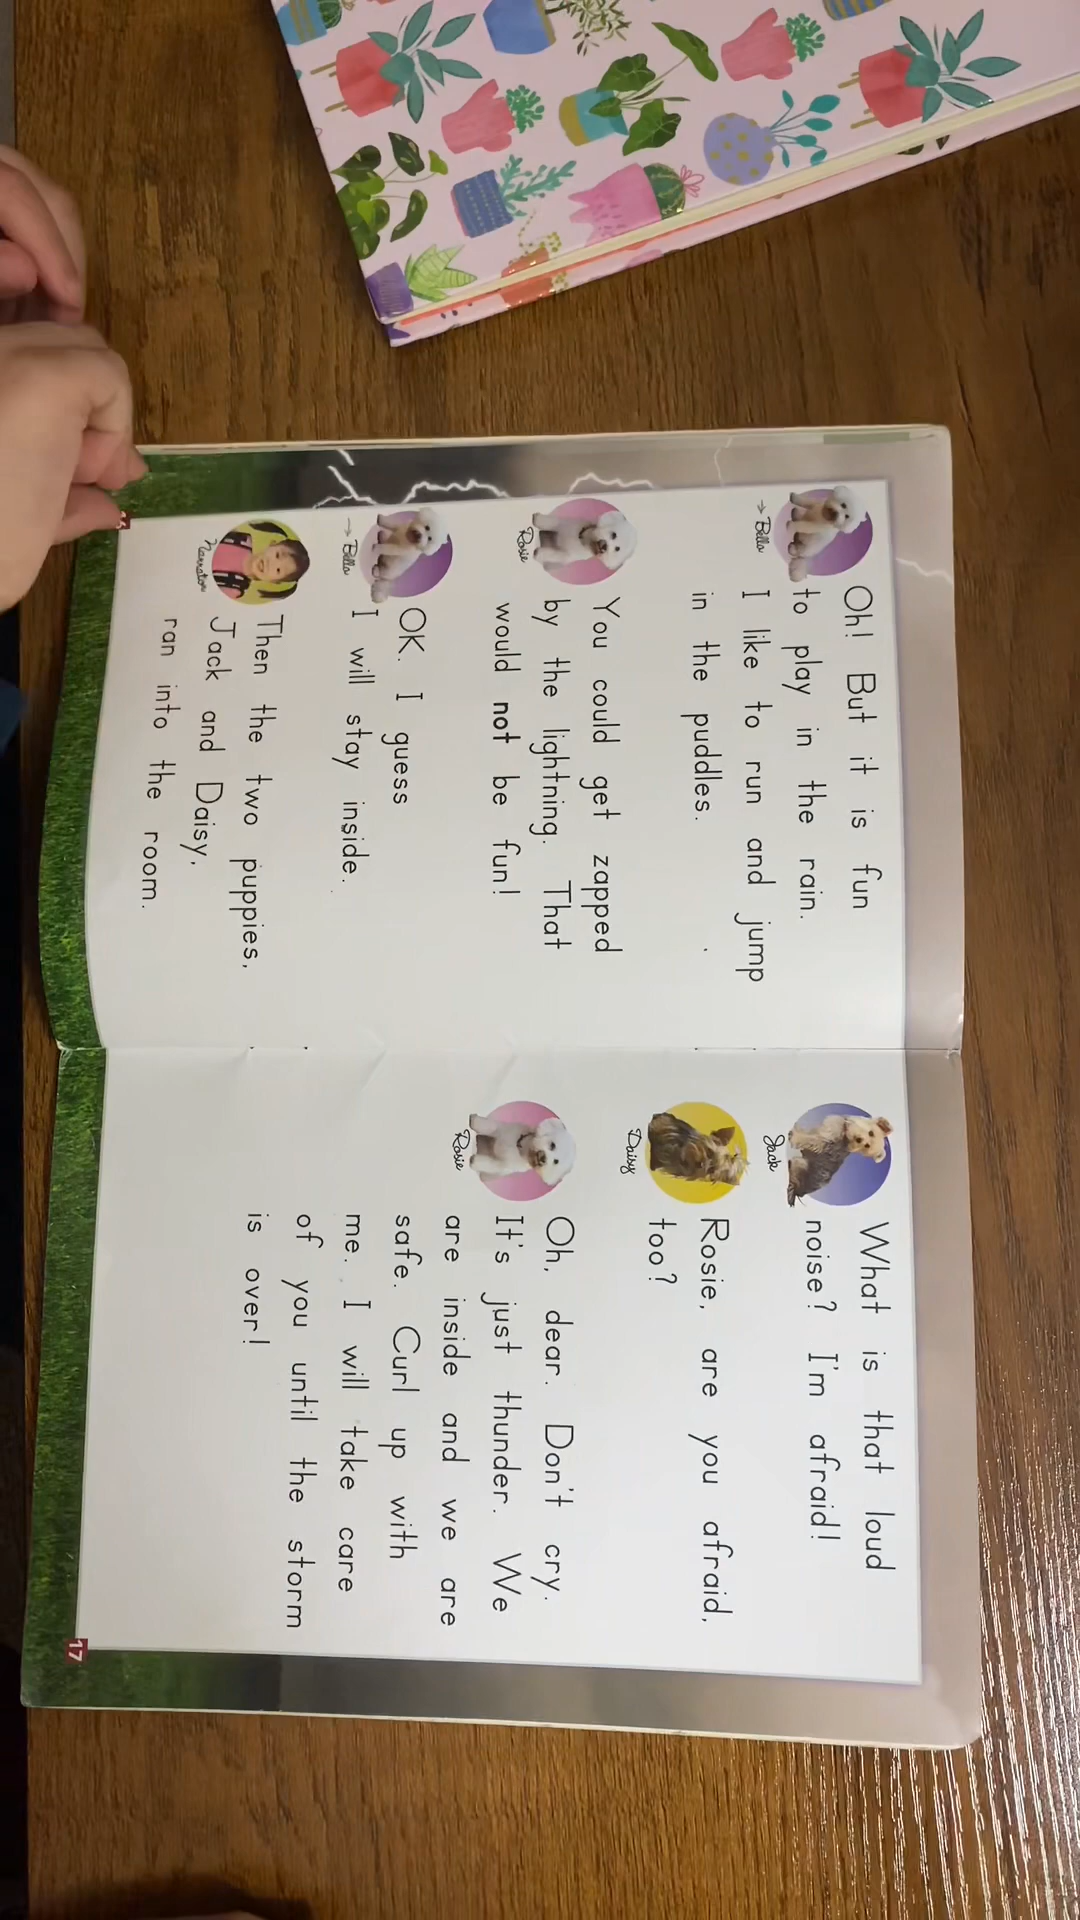 Bella
Oh! But it is fun
to play in the rain.
I like to run and jump
in the puddles.
Rosie
You could get zapped
by the lightning. That
would not be fun!
Bella
OK. I guess
I will stay inside.
Narrator
Then the two puppies,
Jack and Daisy,
ran into the room.
Jack
What is that loud
noise? I'm afraid!
Daisy
Rosie, are you afraid,
too?
Rosie
Oh, dear. Don't cry.
It's just thunder. We
are inside and we are
safe. Curl up with
me. I will take care
of you until the storm
is over!
17